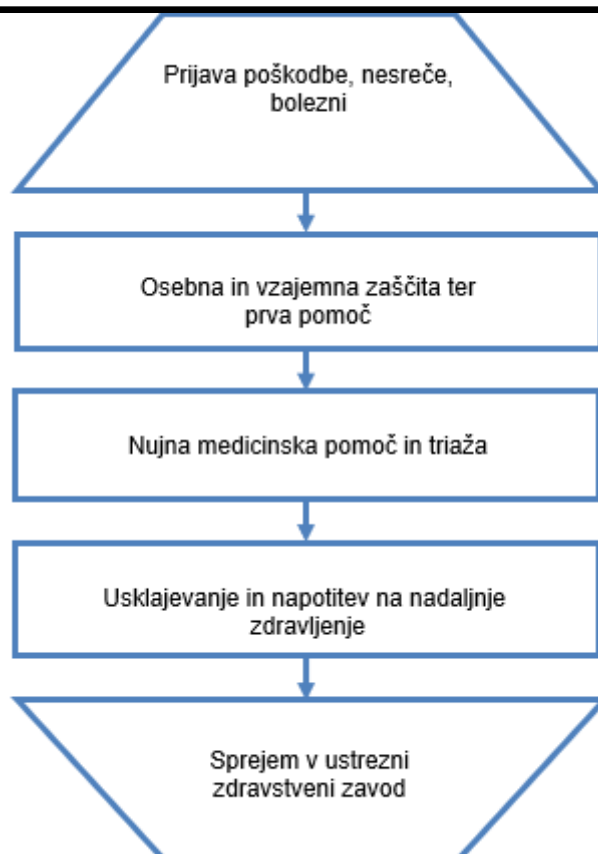 Prijava poškodbe, nesreče,
bolezni
Osebna in vzajemna zaščita ter
prva pomoč
Nujna medicinska pomoč in triaža
Usklajevanje in napotitev na nadaljnje
zdravljenje
Sprejem v ustrezni
zdravstveni zavod